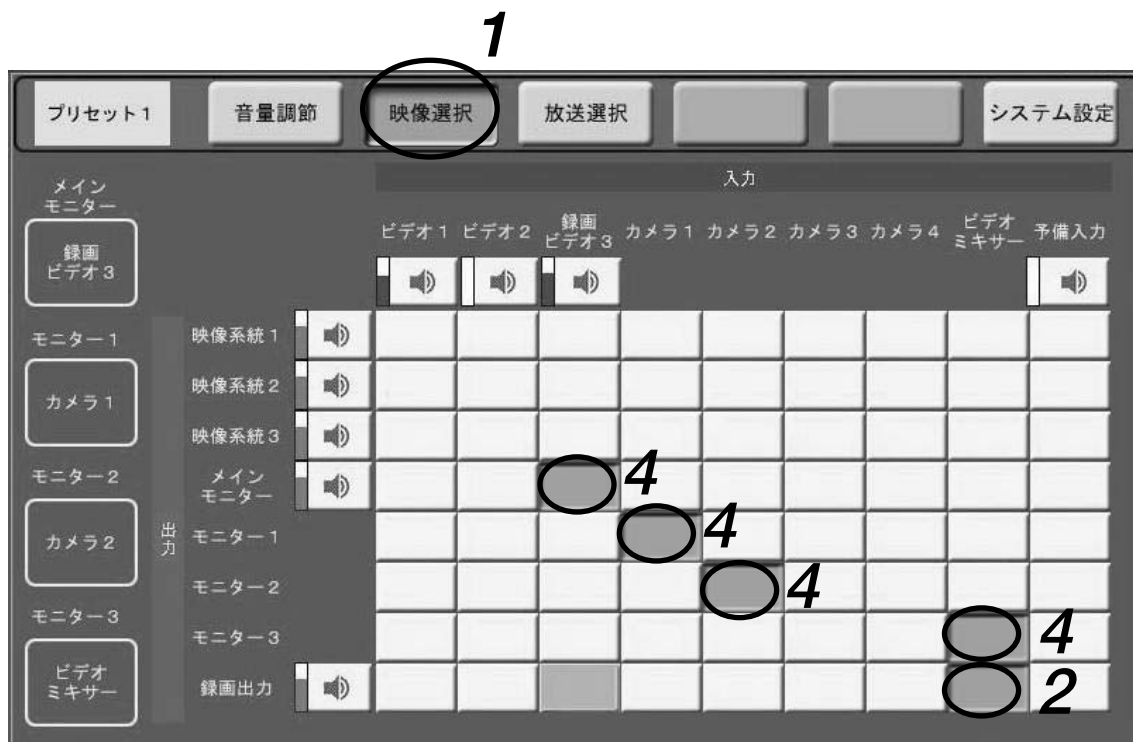 1
プリセット1
音量調節
映像選択
放送選択
システム設定
入力
メイン
モニター
録画
ビデオ3
ビデオ1
ビデオ2
録画
ビデオ3
カメラ1
カメラ2
カメラ3
カメラ4
ビデオ
ミキサー
予備入力
モニター1
カメラ1
モニター2
カメラ2
モニター3
ビデオ
ミキサー
出力
映像系統1
映像系統2
映像系統3
メイン
モニター
4
モニター1
4
モニター2
4
モニター3
4
録画出力
2